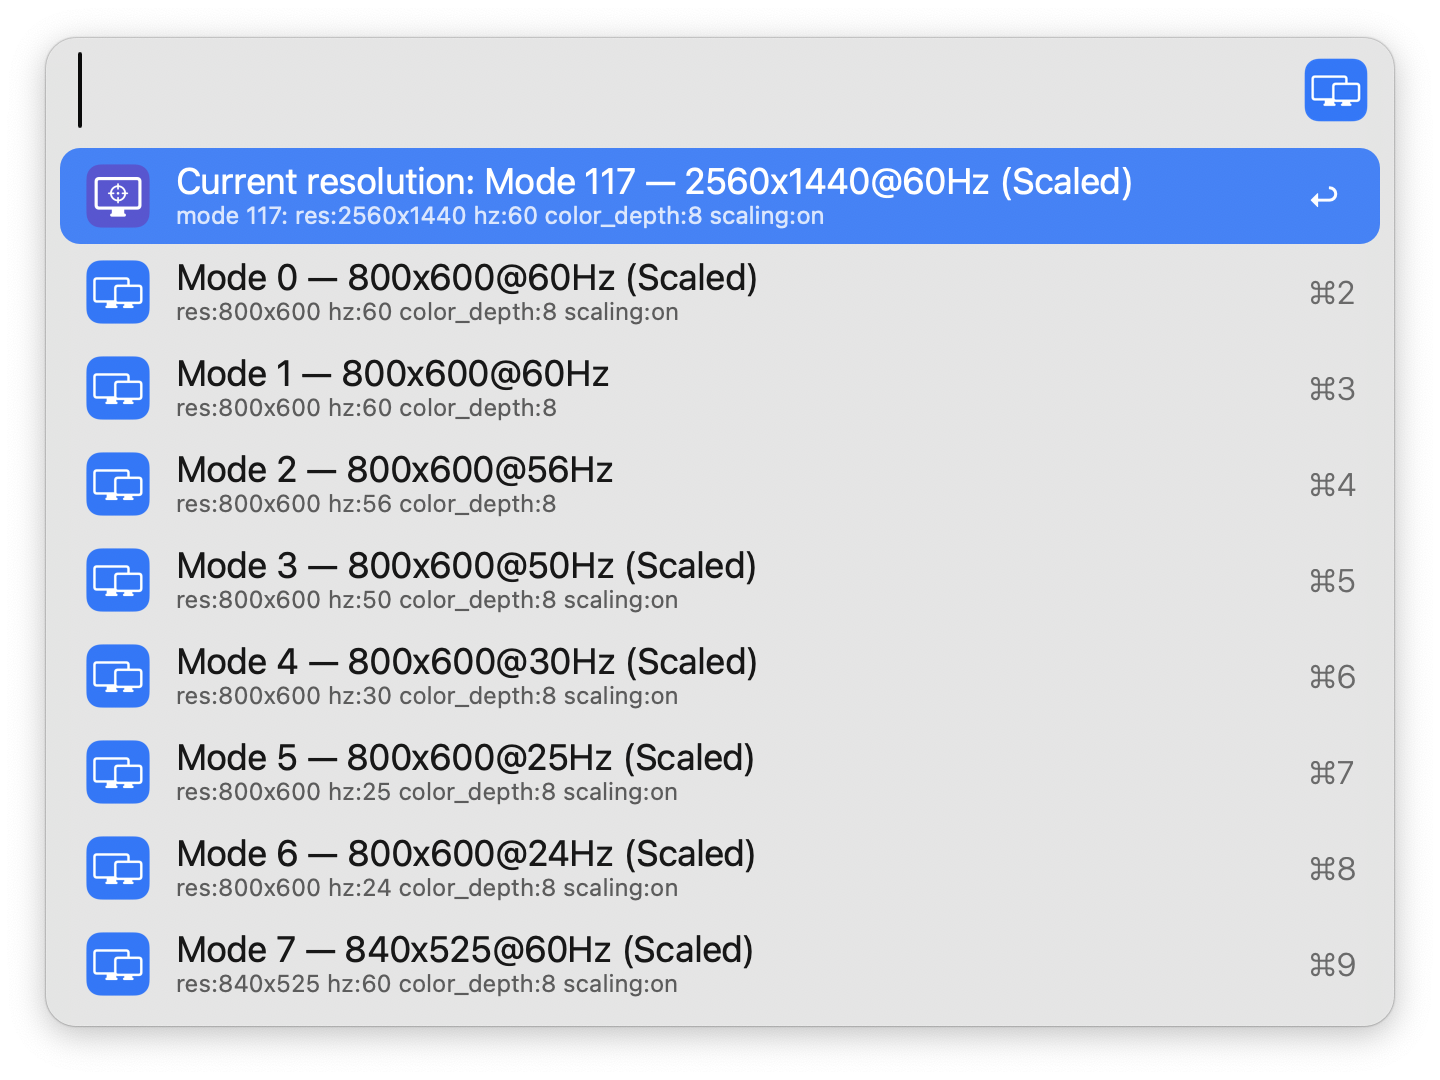 Current resolution: Mode 117 — 2560x1440@60Hz (Scaled)
mode 117: res:2560x1440 hz:60 color_depth:8 scaling:on
Mode 0 — 800x600@60Hz (Scaled)
res:800x600 hz:60 color_depth:8 scaling:on
⌘2
Mode 1 — 800x600@60Hz
res:800x600 hz:60 color_depth:8
⌘3
Mode 2 — 800x600@56Hz
res:800x600 hz:56 color_depth:8
⌘4
Mode 3 — 800x600@50Hz (Scaled)
res:800x600 hz:50 color_depth:8 scaling:on
⌘5
Mode 4 — 800x600@30Hz (Scaled)
res:800x600 hz:30 color_depth:8 scaling:on
⌘6
Mode 5 — 800x600@25Hz (Scaled)
res:800x600 hz:25 color_depth:8 scaling:on
⌘7
Mode 6 — 800x600@24Hz (Scaled)
res:800x600 hz:24 color_depth:8 scaling:on
⌘8
Mode 7 — 840x525@60Hz (Scaled)
res:840x525 hz:60 color_depth:8 scaling:on
⌘9